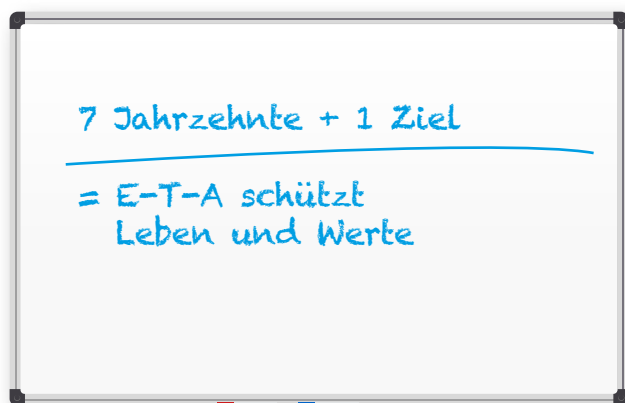 7 Jahrzehnte + 1 Ziel
= E-T-A schützt
Leben und Werte